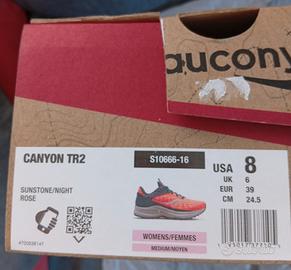 aucony
CANYON TR2
S10666-16
USA 8
UK 6
EUR 39
CM 24.5
SUNSTONE/NIGHT
ROSE
WOMENS/FEMMES
MEDIUM/MOYEN